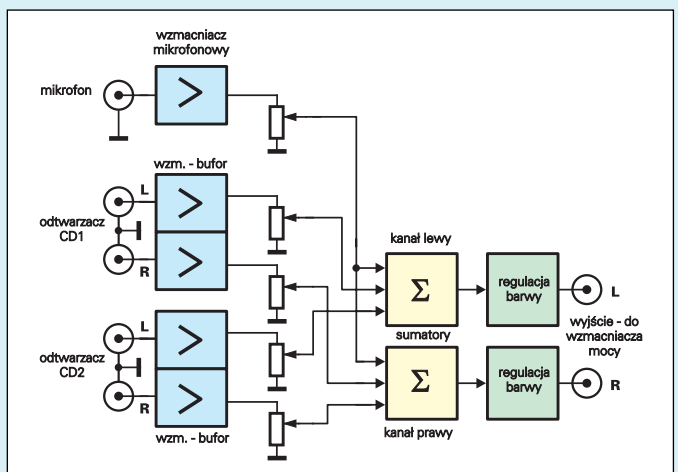 wzmacniacz
mikrofonowy
mikrofon
>
wzm. - bufor
L
>
odtwarzacz
CD1
>
R
kanał lewy
Σ
regulacja
barwy
L
sumatory
wyjście - do
wzmacniacza
mocy
L
>
odtwarzacz
CD2
>
R
Σ
regulacja
barwy
R
wzm. - bufor
kanał prawy